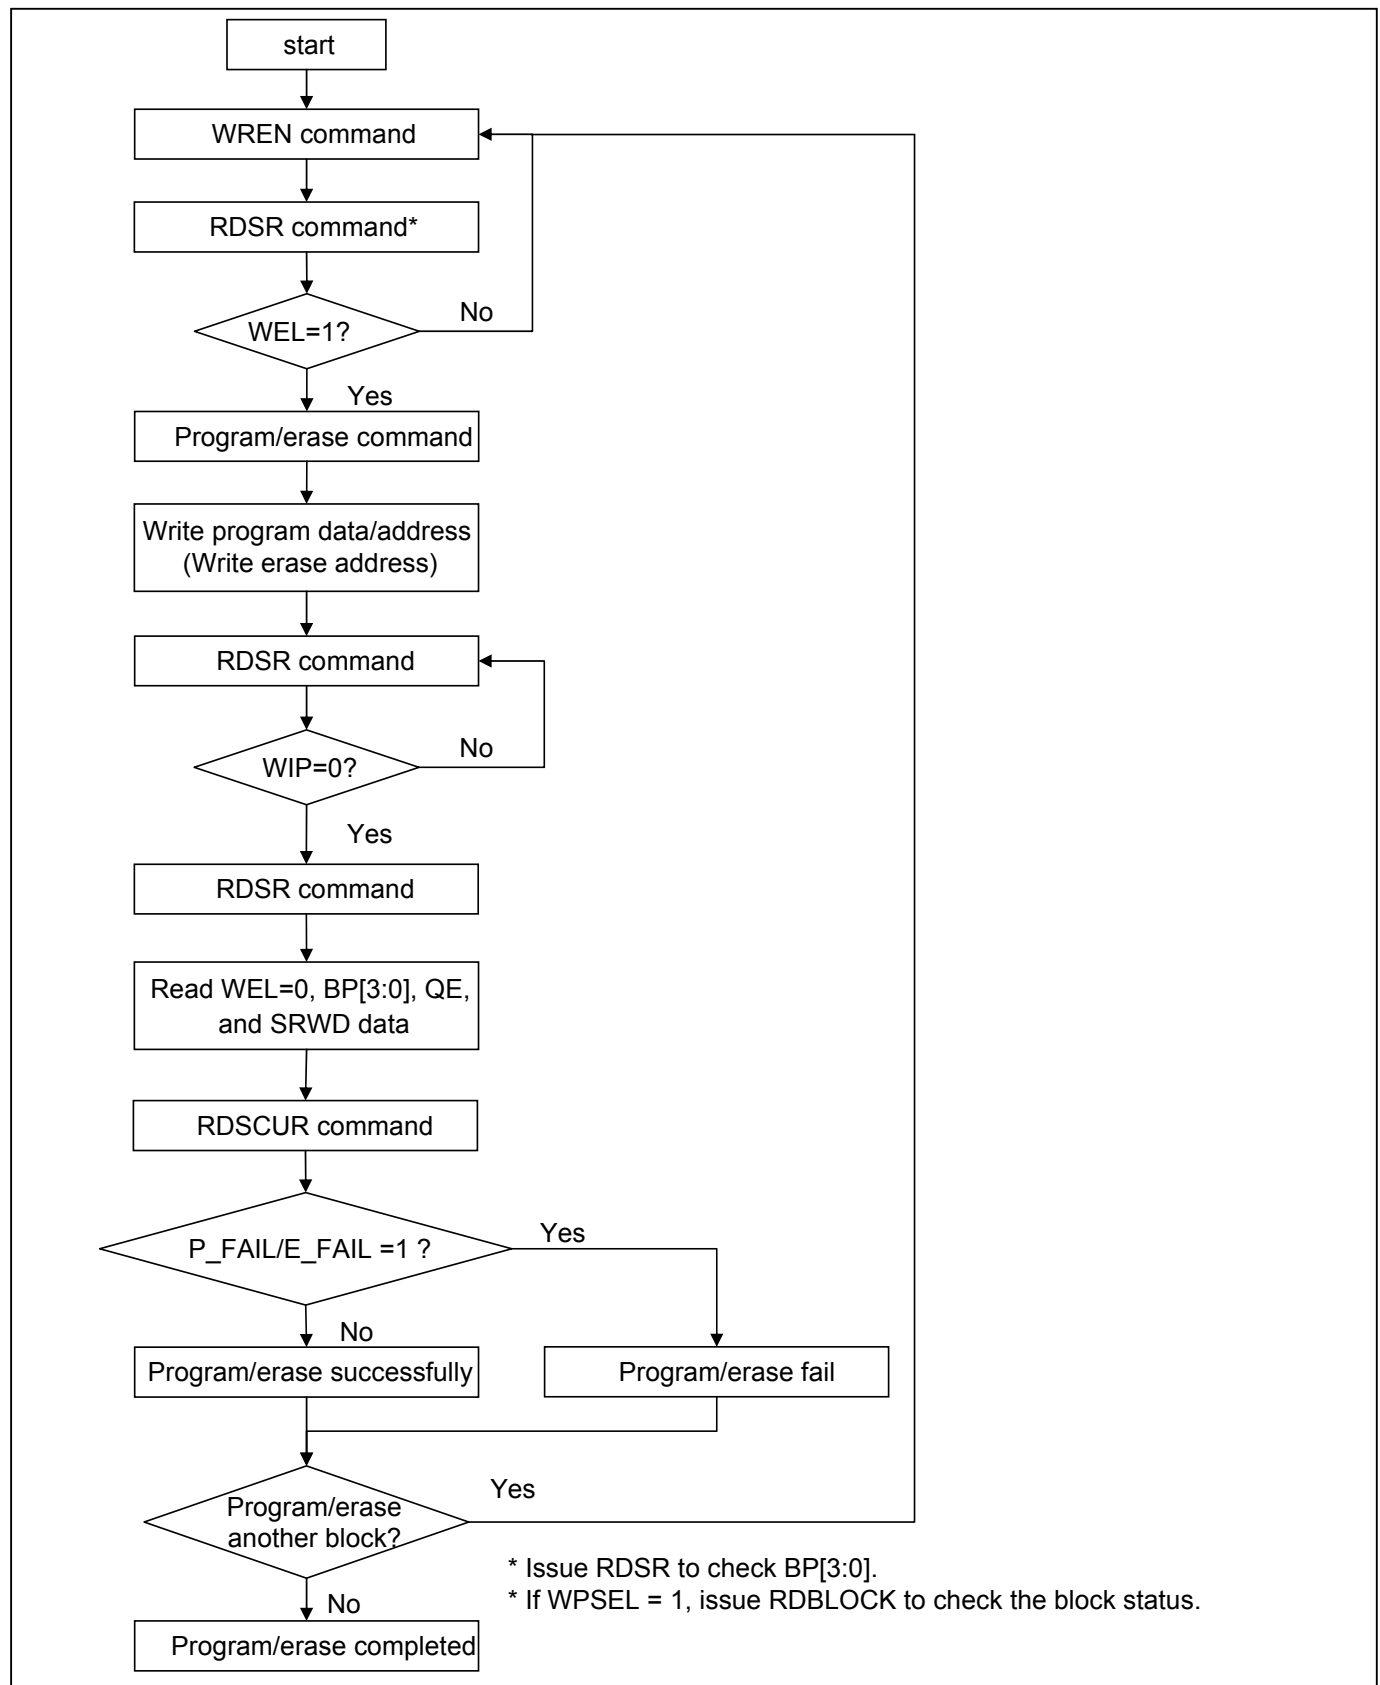 start
WREN command
RDSR command*
WEL=1?
No
Yes
Program/erase command
Write program data/address
(Write erase address)
RDSR command
WIP=0?
No
Yes
RDSR command
Read WEL=0, BP[3:0], QE,
and SRWD data
RDSCUR command
P_FAIL/E_FAIL =1 ?
Yes
No
Program/erase successfully
Program/erase fail
Program/erase
another block?
Yes
* Issue RDSR to check BP[3:0].
* If WPSEL = 1, issue RDBLOCK to check the block status.
No
Program/erase completed